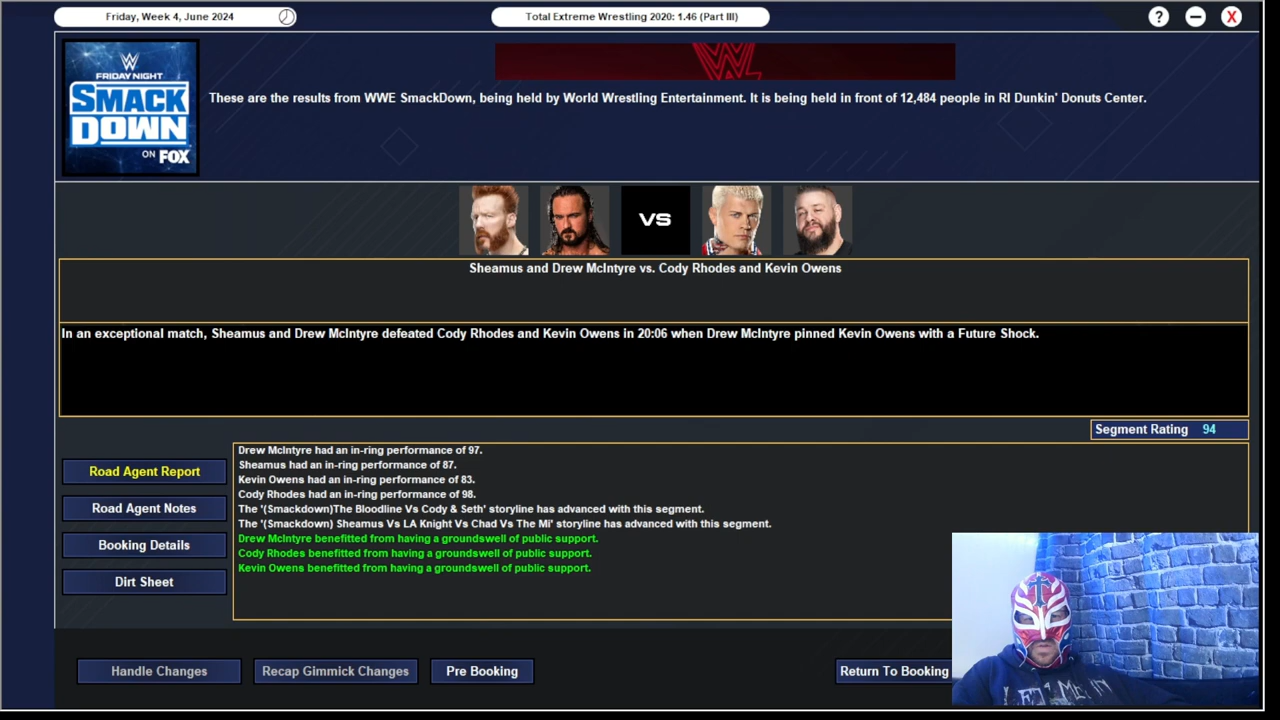 Friday, Week 4, June 2024
Total Extreme Wrestling 2020: 1.46 (Part III)
?
X
W
FRIDAY NIGHT
SMACK
DOWN
ON FOX
These are the results from WWE SmackDown, being held by World Wrestling Entertainment. It is being held in front of 12,484 people in RI Dunkin' Donuts Center.
VS
Sheamus and Drew McIntyre vs. Cody Rhodes and Kevin Owens
In an exceptional match, Sheamus and Drew McIntyre defeated Cody Rhodes and Kevin Owens in 20:06 when Drew McIntyre pinned Kevin Owens with a Future Shock.
Segment Rating 94
Road Agent Report
Road Agent Notes
Booking Details
Dirt Sheet
Drew McIntyre had an in-ring performance of 97.
Sheamus had an in-ring performance of 87.
Kevin Owens had an in-ring performance of 83.
Cody Rhodes had an in-ring performance of 98.
The '(Smackdown)The Bloodline Vs Cody & Seth' storyline has advanced with this segment.
The '(Smackdown) Sheamus Vs LA Knight Vs Chad Vs The Mi' storyline has advanced with this segment.
Drew McIntyre benefitted from having a groundswell of public support.
Cody Rhodes benefitted from having a groundswell of public support.
Kevin Owens benefitted from having a groundswell of public support.
Handle Changes
Recap Gimmick Changes
Pre Booking
Return To Booking